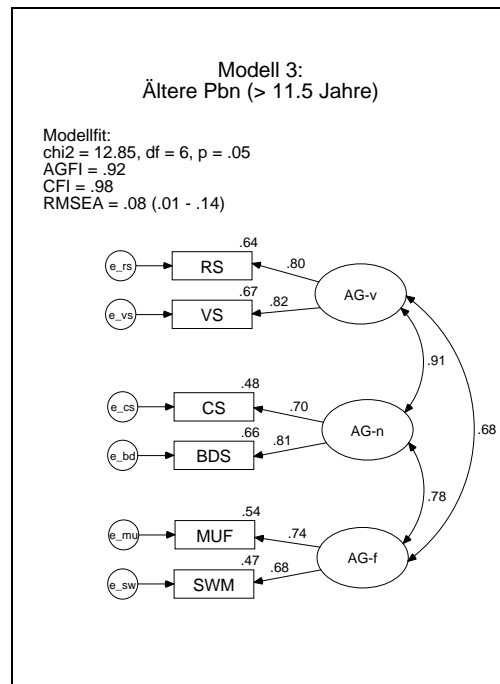 Modell 3:
Ältere Pbn (> 11.5 Jahre)
Modellfit:
chi2 = 12.85, df = 6, p = .05
AGFI = .92
CFI = .98
RMSEA = .08 (.01 - .14)
.64
e_rs RS .80
AG-v
.67
e_vs VS .82
.91
.68
.48
e_cs CS .70
AG-n
.66
e_bd BDS .81
.78
.54
e_mu MUF .74
AG-f
.47
e_sw SWM .68